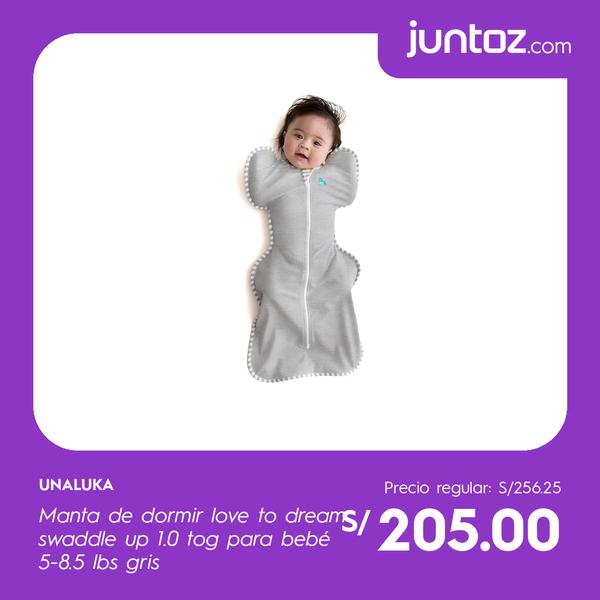 juntoz.com
UNALUKA
Manta de dormir love to dream
swaddle up 1.0 tog para bebé
5-8.5 lbs gris
Precio regular: S/256.25
S/ 205.00